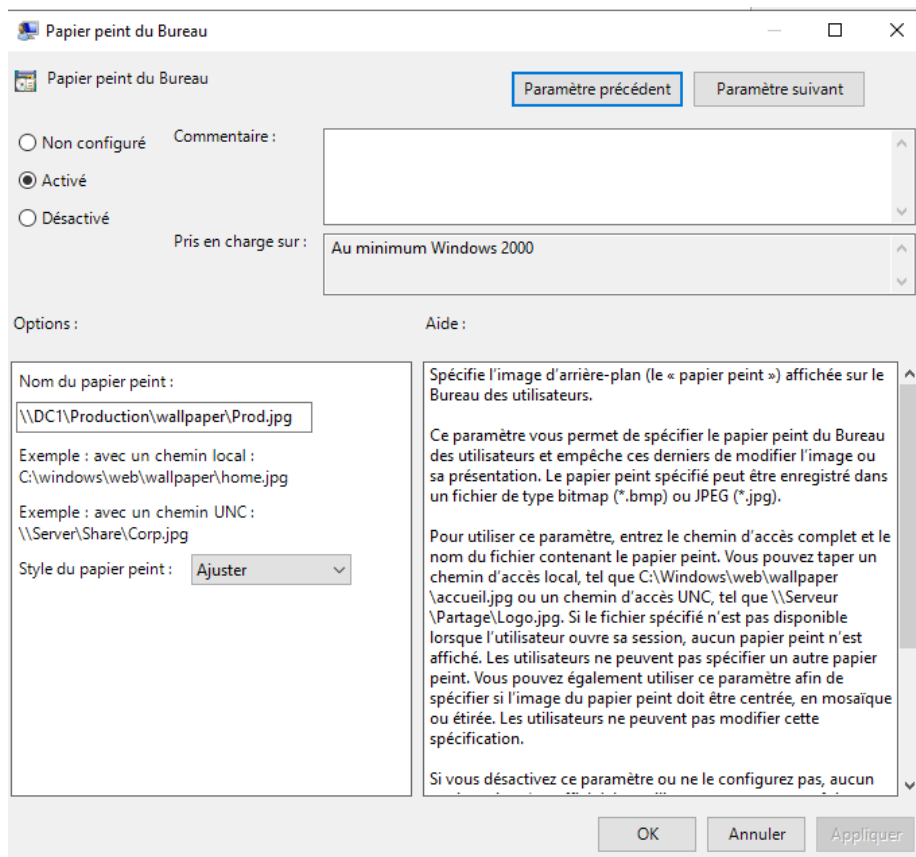 Papier peint du Bureau
Papier peint du Bureau
Paramètre précédent
Paramètre suivant
Non configuré
Activé
Désactivé
Commentaire :
Pris en charge sur :
Au minimum Windows 2000
Options :
Aide :
Nom du papier peint :
\\DC1\Production\wallpaper\Prod.jpg
Exemple : avec un chemin local :
C:\windows\web\wallpaper\home.jpg
Exemple : avec un chemin UNC :
\\Server\Share\Corp.jpg
Style du papier peint :
Ajuster
Spécifie l'image d'arrière-plan (le « papier peint ») affichée sur le
Bureau des utilisateurs.
Ce paramètre vous permet de spécifier le papier peint du Bureau
des utilisateurs et empêche ces derniers de modifier l'image ou
sa présentation. Le papier peint spécifié peut être enregistré dans
un fichier de type bitmap (*.bmp) ou JPEG (*.jpg).
Pour utiliser ce paramètre, entrez le chemin d'accès complet et le
nom du fichier contenant le papier peint. Vous pouvez taper un
chemin d'accès local, tel que C:\Windows\web\wallpaper
\accueil.jpg ou un chemin d'accès UNC, tel que \\Serveur
\Partage\Logo.jpg. Si le fichier spécifié n'est pas disponible
lorsque l'utilisateur ouvre sa session, aucun papier peint n'est
affiché. Les utilisateurs ne peuvent pas spécifier un autre papier
peint. Vous pouvez également utiliser ce paramètre afin de
spécifier si l'image du papier peint doit être centrée, en mosaïque
ou étirée. Les utilisateurs ne peuvent pas modifier cette
spécification.
Si vous désactivez ce paramètre ou ne le configurez pas, aucun
OK
Annuler
Appliquer